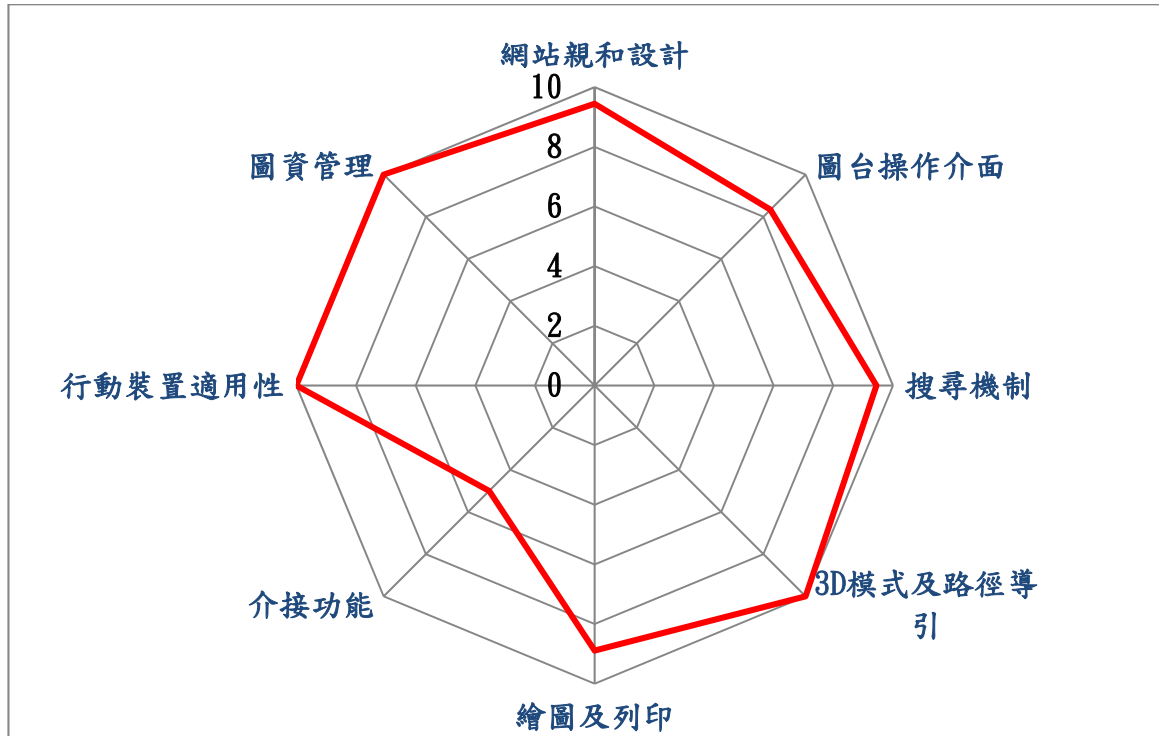 網站親和設計
10
8
6
4
2
0
圖資管理
圖台操作介面
行動裝置適用性
搜尋機制
介接功能
3D模式及路徑導
引
繪圖及列印